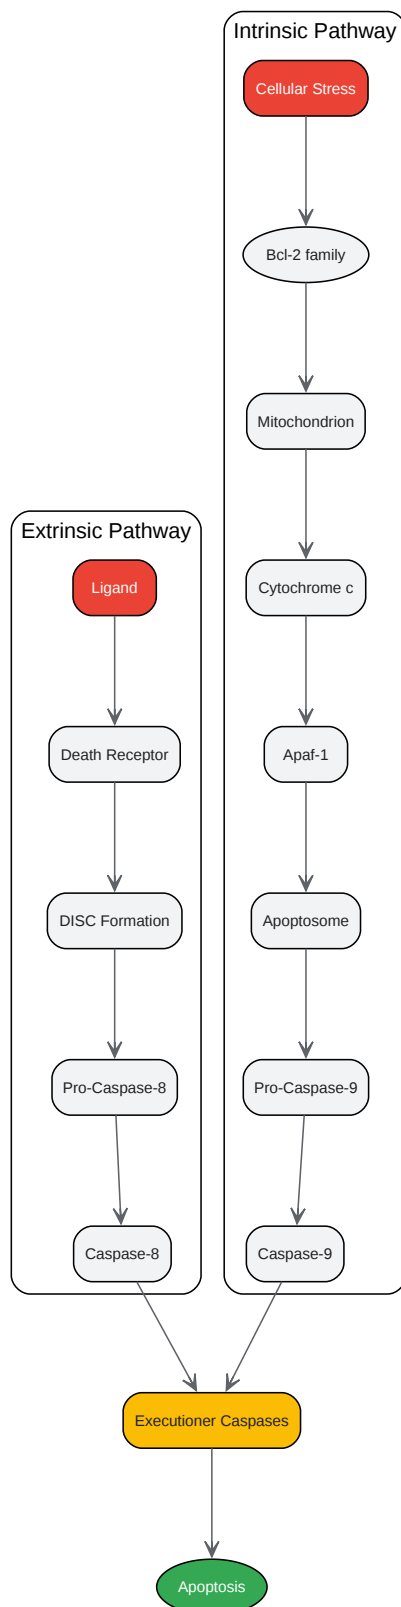 Intrinsic Pathway
Cellular Stress
Bcl-2 family
Mitochondrion
Cytochrome c
Apaf-1
Apoptosome
Pro-Caspase-9
Caspase-9
Extrinsic Pathway
Ligand
Death Receptor
DISC Formation
Pro-Caspase-8
Caspase-8
Executioner Caspases
Apoptosis